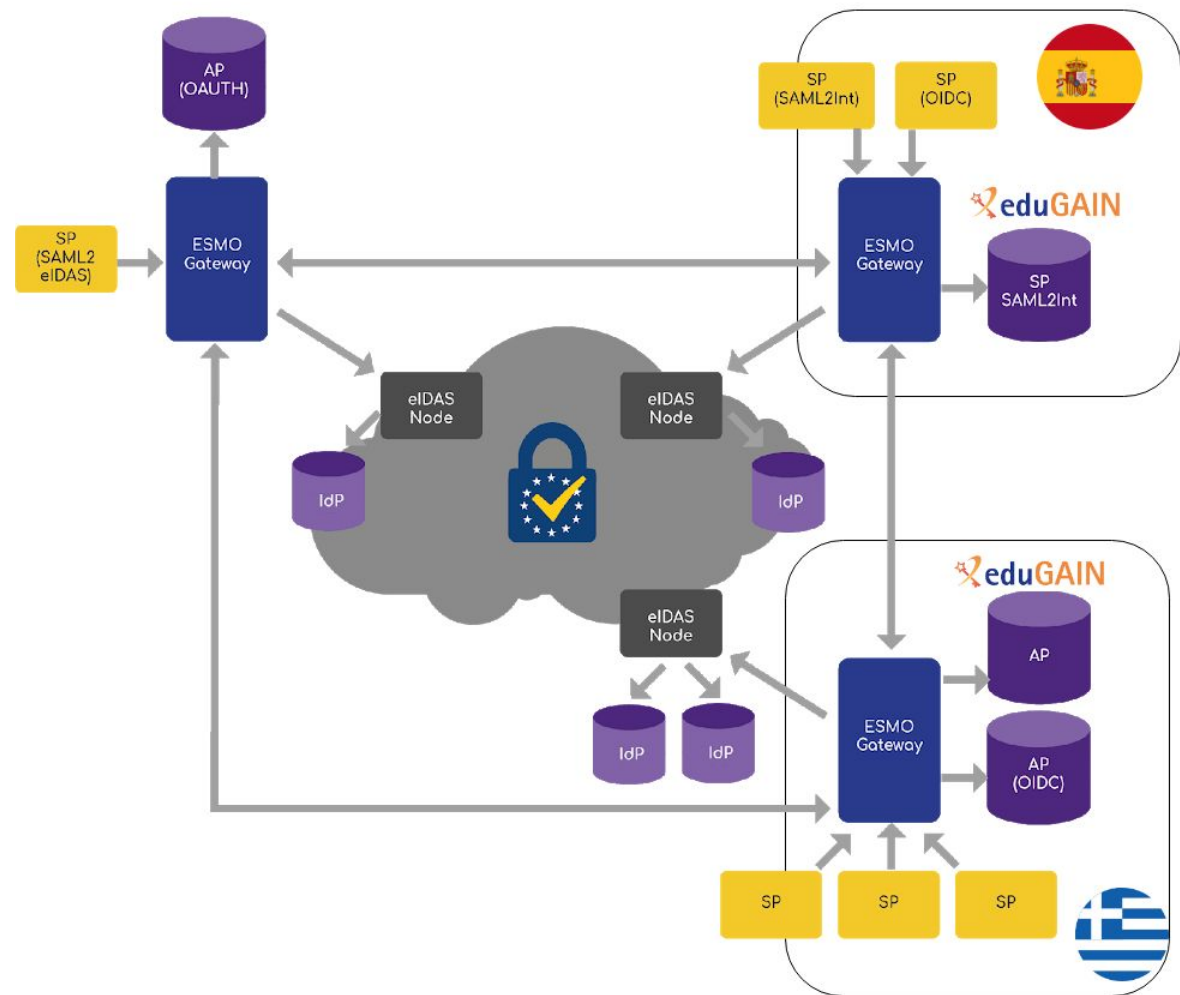 AP
(OAUTH)
SP
(SAML2Int)
SP
(OIDC)
SP
(SAML2
eIDAS)
ESMO
Gateway
ESMO
Gateway
eduGAIN
SP
SAML2Int
eIDAS
Node
eIDAS
Node
IdP
IdP
eduGAIN
eIDAS
Node
AP
IdP
IdP
ESMO
Gateway
AP
(OIDC)
SP
SP
SP